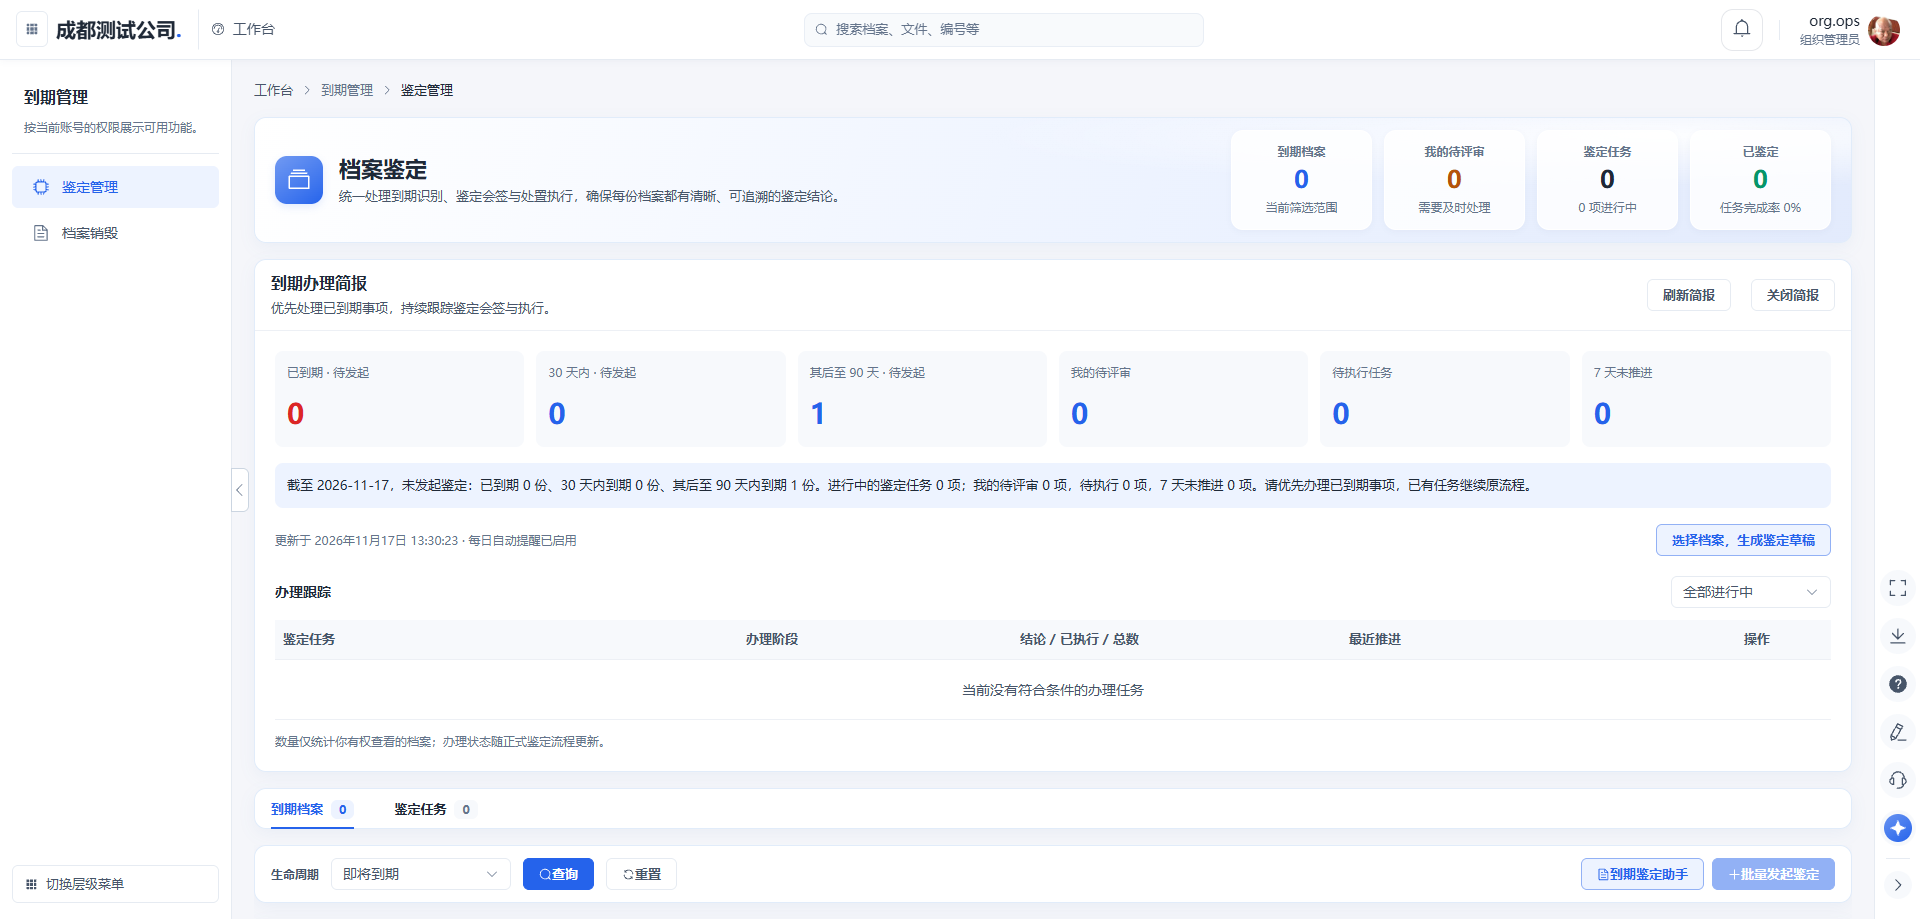 成都测试公司.
工作台
搜索档案、文件、编号等
org.ops
组织管理员
到期管理
按当前账号的权限展示可用功能。
鉴定管理
档案销毁
切换层级菜单
工作台 > 到期管理 > 鉴定管理
档案鉴定
统一处理到期识别、鉴定会签与处置执行，确保每份档案都有清晰、可追溯的鉴定结论。
到期档案
0
当前筛选范围
我的待评审
0
需要及时处理
鉴定任务
0
0 项进行中
已鉴定
0
任务完成率 0%
到期办理简报
优先处理已到期事项，持续跟踪鉴定会签与执行。
刷新简报
关闭简报
已到期 · 待发起
0
30 天内 · 待发起
0
其后至 90 天 · 待发起
1
我的待评审
0
待执行任务
0
7 天未推进
0
截至 2026-11-17，未发起鉴定：已到期 0 份、30 天内到期 0 份、其后至 90 天内到期 1 份。进行中的鉴定任务 0 项；我的待评审 0 项，待执行 0 项，7 天未推进 0 项。请优先办理已到期事项，已有任务继续原流程。
更新于 2026年11月17日 13:30:23 · 每日自动提醒已启用
选择档案，生成鉴定草稿
办理跟踪
全部进行中
鉴定任务 办理阶段 结论 / 已执行 / 总数 最近推进 操作
当前没有符合条件的办理任务
数量仅统计你有权查看的档案；办理状态随正式鉴定流程更新。
到期档案 0
鉴定任务 0
生命周期
即将到期
查询
重置
到期鉴定助手
批量发起鉴定